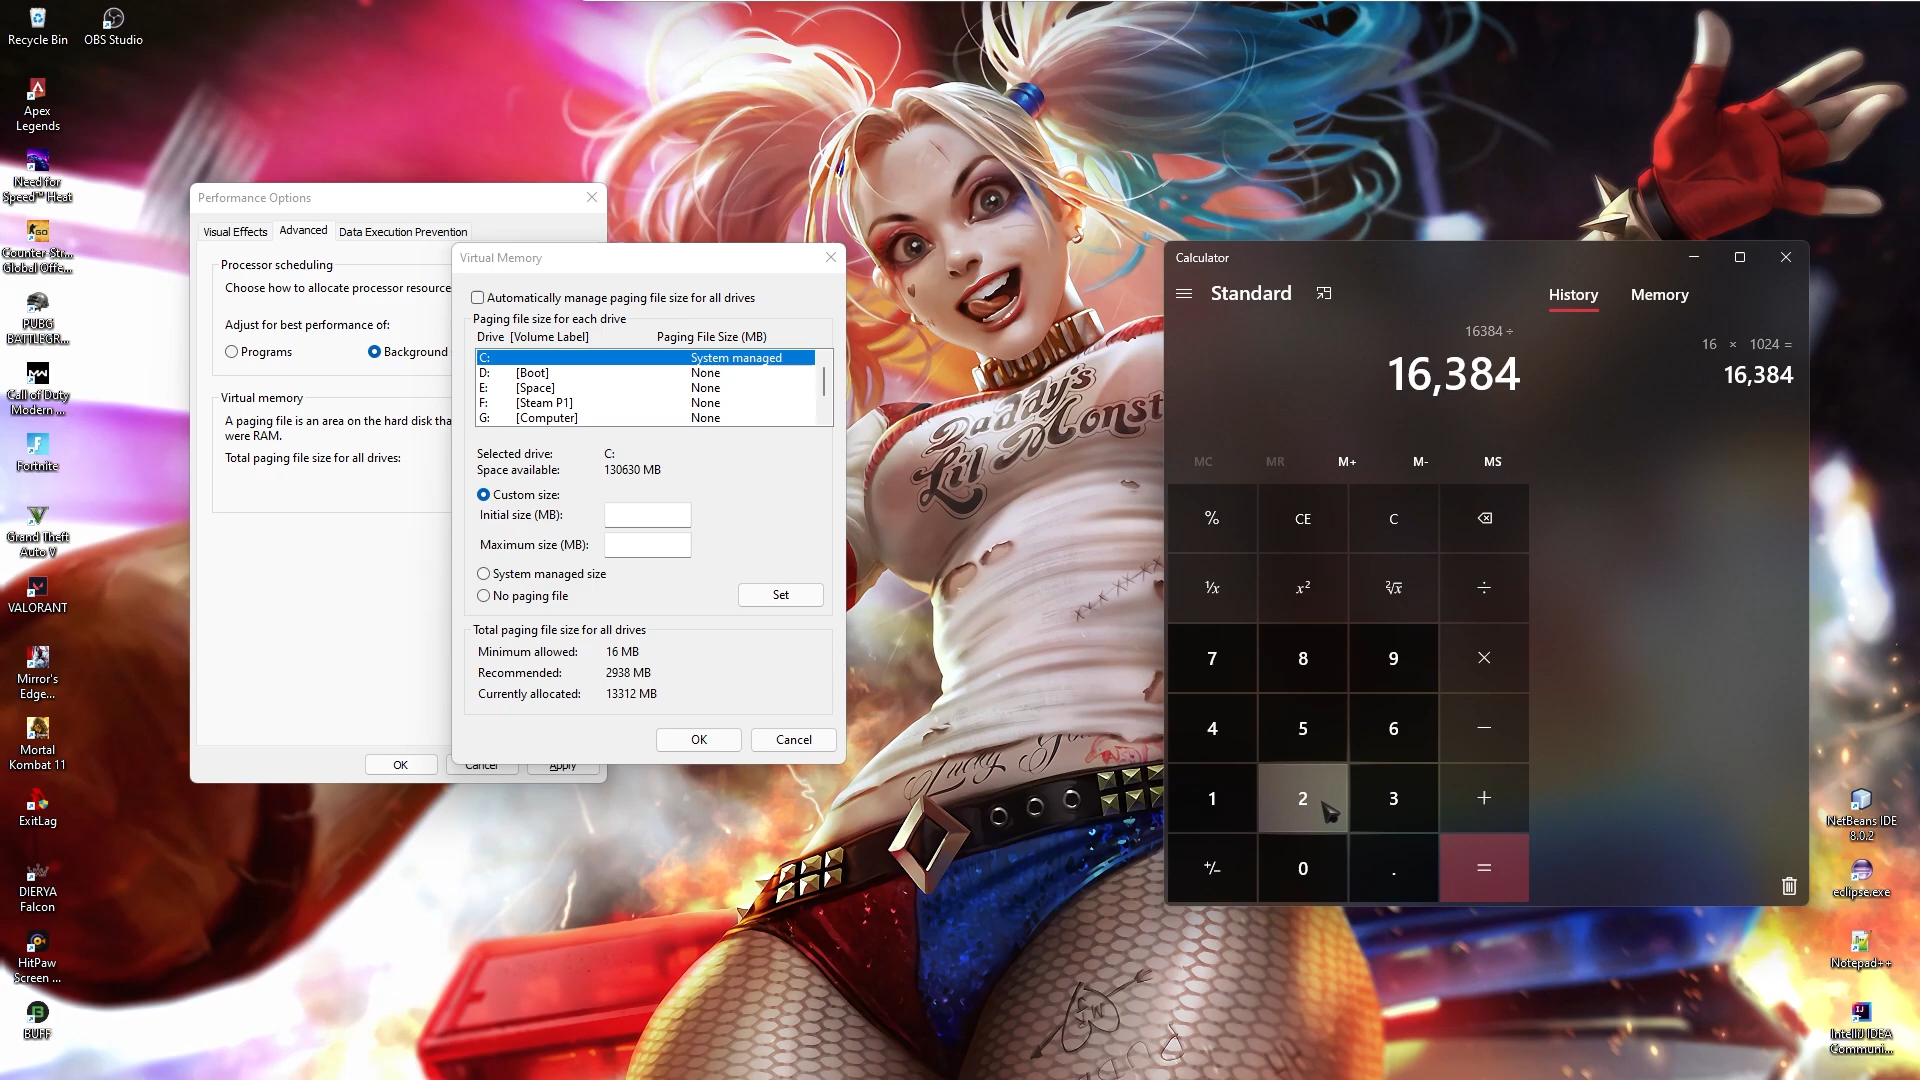 Recycle Bin
OBS Studio
Apex
Legends
Need for
Speed™ Heat
Counter-Str...
Global Offe...
PUBG
BATTLEGR...
Call of Duty
Modern ...
Fortnite
Grand Theft
Auto V
VALORANT
Mirror's
Edge...
Mortal
Kombat 11
ExitLag
DIERYA
Falcon
HitPaw
Screen ...
BUFF
Performance Options
Visual Effects Advanced Data Execution Prevention
Processor scheduling
Choose how to allocate processor resource
Adjust for best performance of:
Programs Background
Virtual memory
A paging file is an area on the hard disk tha
were RAM.
Total paging file size for all drives:
OK Cancel Apply
Virtual Memory
Automatically manage paging file size for all drives
Paging file size for each drive
Drive [Volume Label] Paging File Size (MB)
C: System managed
D: [Boot] None
E: [Space] None
F: [Steam P1] None
G: [Computer] None
Selected drive: C:
Space available: 130630 MB
Custom size:
Initial size (MB):
Maximum size (MB):
System managed size
No paging file
Set
Total paging file size for all drives
Minimum allowed: 16 MB
Recommended: 2938 MB
Currently allocated: 13312 MB
OK Cancel
Daddy's
Lil Monst
Lucky
Calculator
Standard
History Memory
16384 ÷
16,384
16 × 1024 =
16,384
MC MR M+ M- MS
% CE C
¹/x x² ²√x ÷
7 8 9 ×
4 5 6 −
1 2 3 +
+/− 0 . =
NetBeans IDE
8.0.2
eclipse.exe
Notepad++
IntelliJ IDEA
Communi...